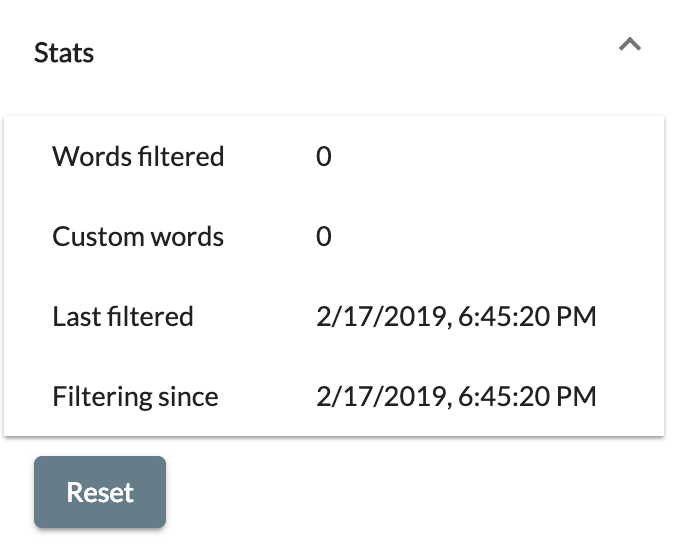 Stats
Words filtered 0
Custom words 0
Last filtered 2/17/2019, 6:45:20 PM
Filtering since 2/17/2019, 6:45:20 PM
Reset